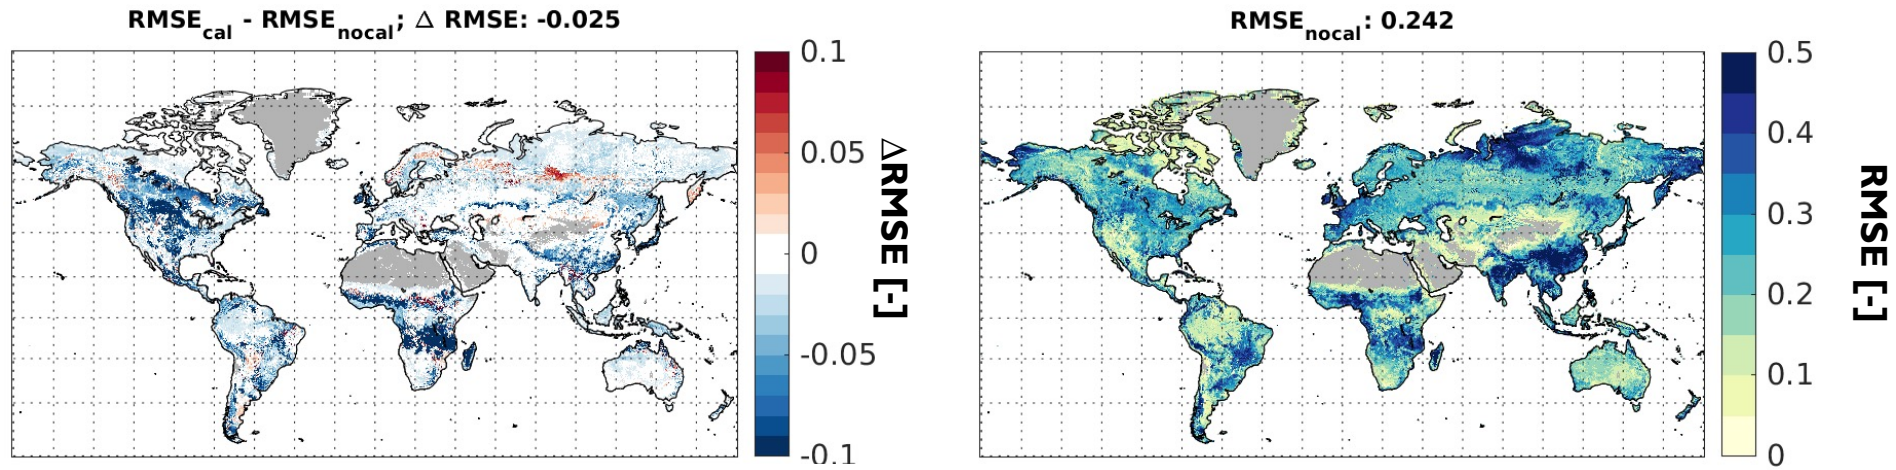 RMSEcal - RMSEnocal; Δ RMSE: -0.025
0.1
0.05
0
-0.05
-0.1
ΔRMSE [-]
RMSEnocal: 0.242
0.5
0.4
0.3
0.2
0.1
0
RMSE [-]